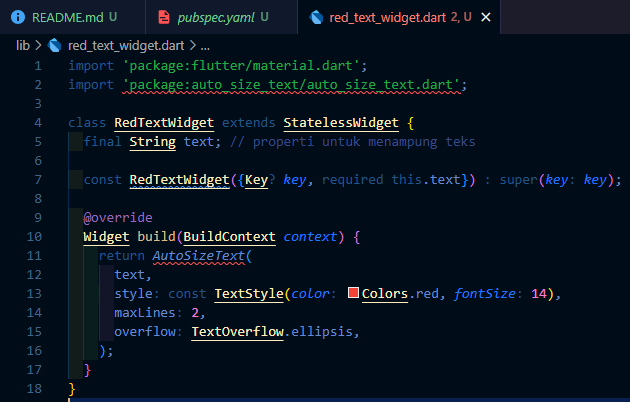 README.md U pubspec.yaml U red_text_widget.dart 2, U
lib > red_text_widget.dart > ...
1 import 'package:flutter/material.dart';
2 import 'package:auto_size_text/auto_size_text.dart';
3
4 class RedTextWidget extends StatelessWidget {
5 final String text; // properti untuk menampung teks
6
7 const RedTextWidget({Key? key, required this.text}) : super(key: key);
8
9 @override
10 Widget build(BuildContext context) {
11 return AutoSizeText(
12 text,
13 style: const TextStyle(color: Colors.red, fontSize: 14),
14 maxLines: 2,
15 overflow: TextOverflow.ellipsis,
16 );
17 }
18 }